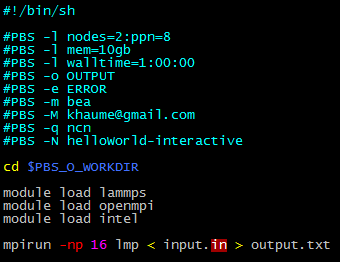 #!/bin/sh
#PBS -l nodes=2:ppn=8
#PBS -l mem=10gb
#PBS -l walltime=1:00:00
#PBS -o OUTPUT
#PBS -e ERROR
#PBS -m bea
#PBS -M khaume@gmail.com
#PBS -q ncn
#PBS -N helloWorld-interactive
cd $PBS_O_WORKDIR
module load lammps
module load openmpi
module load intel
mpirun -np 16 lmp < input.in > output.txt